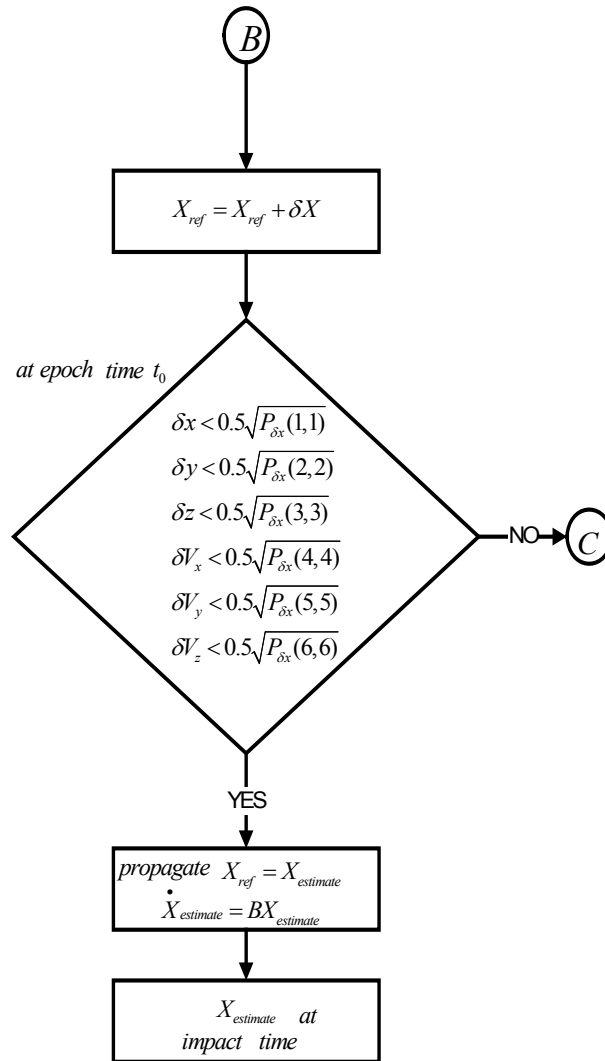 B
X_ref = X_ref + δX
at epoch time t_0
δx < 0.5√P_δx(1,1)
δy < 0.5√P_δx(2,2)
δz < 0.5√P_δx(3,3)
δV_x < 0.5√P_δx(4,4)
δV_y < 0.5√P_δx(5,5)
δV_z < 0.5√P_δx(6,6)
NO
C
YES
propagate X_ref = X_estimate
Ẋ_estimate = BX_estimate
X_estimate at
impact time